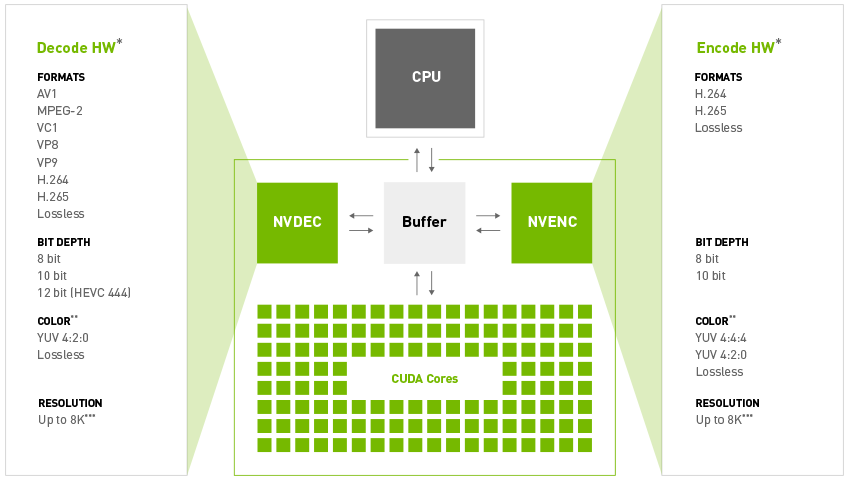 Decode HW*
FORMATS
AV1
MPEG-2
VC1
VP8
VP9
H.264
H.265
Lossless
BIT DEPTH
8 bit
10 bit
12 bit (HEVC 444)
COLOR**
YUV 4:2:0
Lossless
RESOLUTION
Up to 8K***
CPU
NVDEC
Buffer
NVENC
CUDA Cores
Encode HW*
FORMATS
H.264
H.265
Lossless
BIT DEPTH
8 bit
10 bit
COLOR**
YUV 4:4:4
YUV 4:2:0
Lossless
RESOLUTION
Up to 8K***